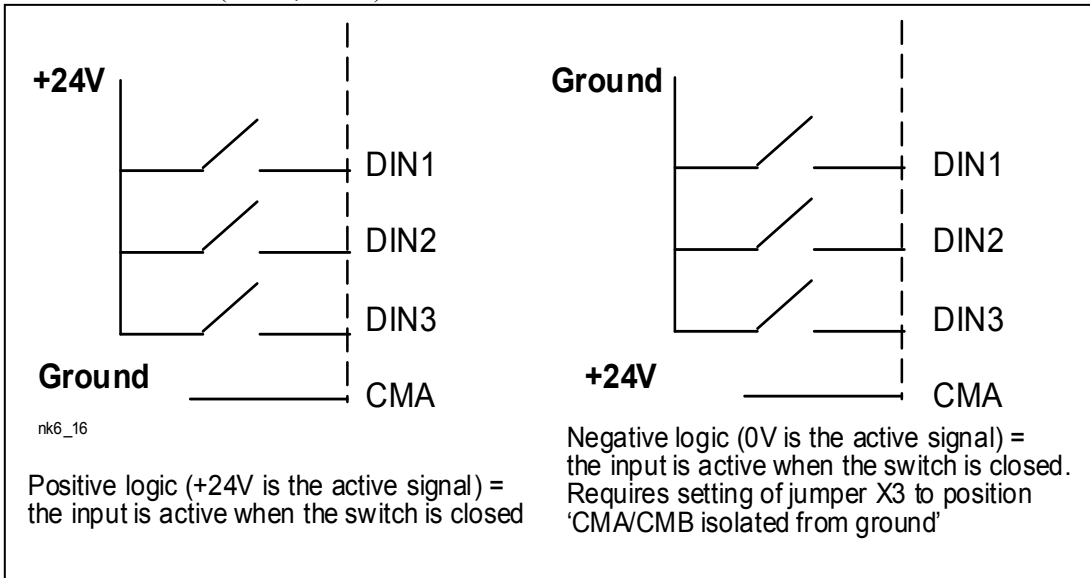 +24V
DIN1
DIN2
DIN3
Ground
CMA
nk6_16
Positive logic (+24V is the active signal) =
the input is active when the switch is closed
Ground
DIN1
DIN2
DIN3
+24V
CMA
Negative logic (0V is the active signal) =
the input is active when the switch is closed.
Requires setting of jumper X3 to position
‘CMA/CMB isolated from ground’